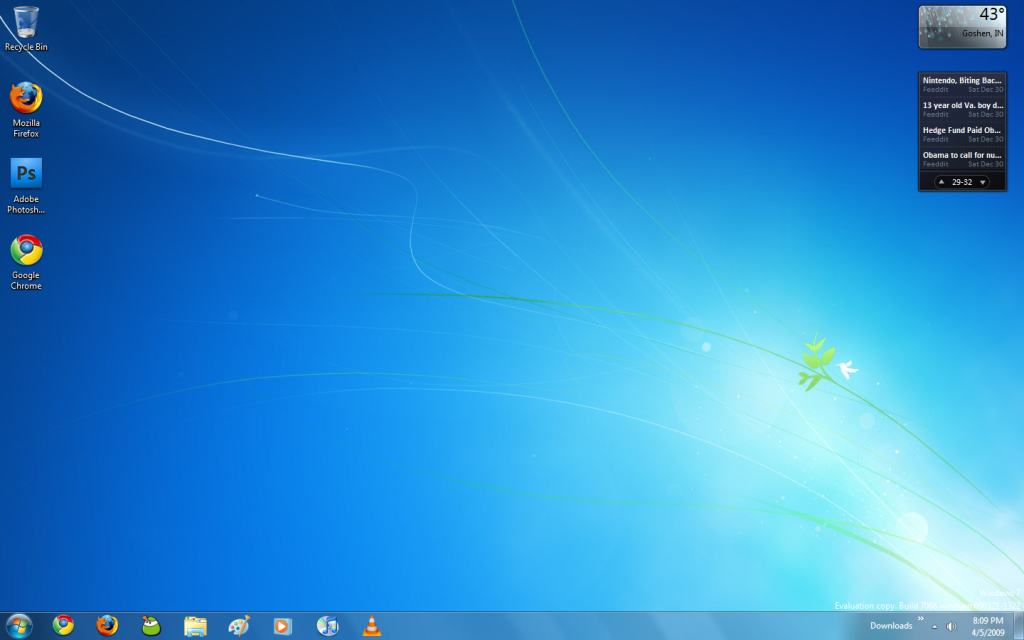 Recycle Bin
Mozilla
Firefox
Ps
Adobe
Photosh...
Google
Chrome
43°
Goshen, IN
Nintendo, Biting Bac...
Feeddit Sat Dec 30
13 year old Va. boy d...
Feeddit Sat Dec 30
Hedge Fund Paid Ob...
Feeddit Sat Dec 30
Obama to call for nu...
Feeddit Sat Dec 30
29-32
Windows 7
Evaluation copy. Build
Downloads
8:09 PM
4/5/2009